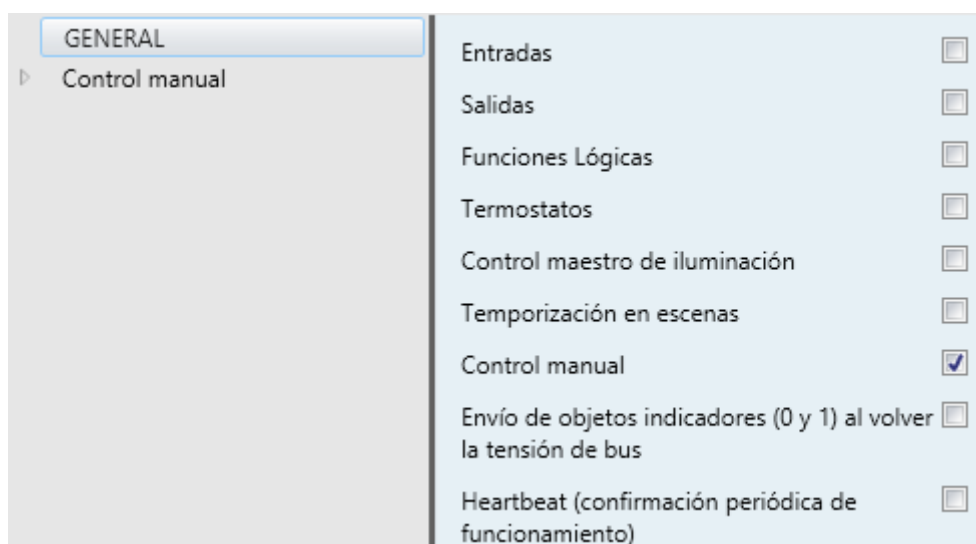 GENERAL
Control manual
Entradas
Salidas
Funciones Lógicas
Termostatos
Control maestro de iluminación
Temporización en escenas
Control manual
Envío de objetos indicadores (0 y 1) al volver
la tensión de bus
Heartbeat (confirmación periódica de
funcionamiento)